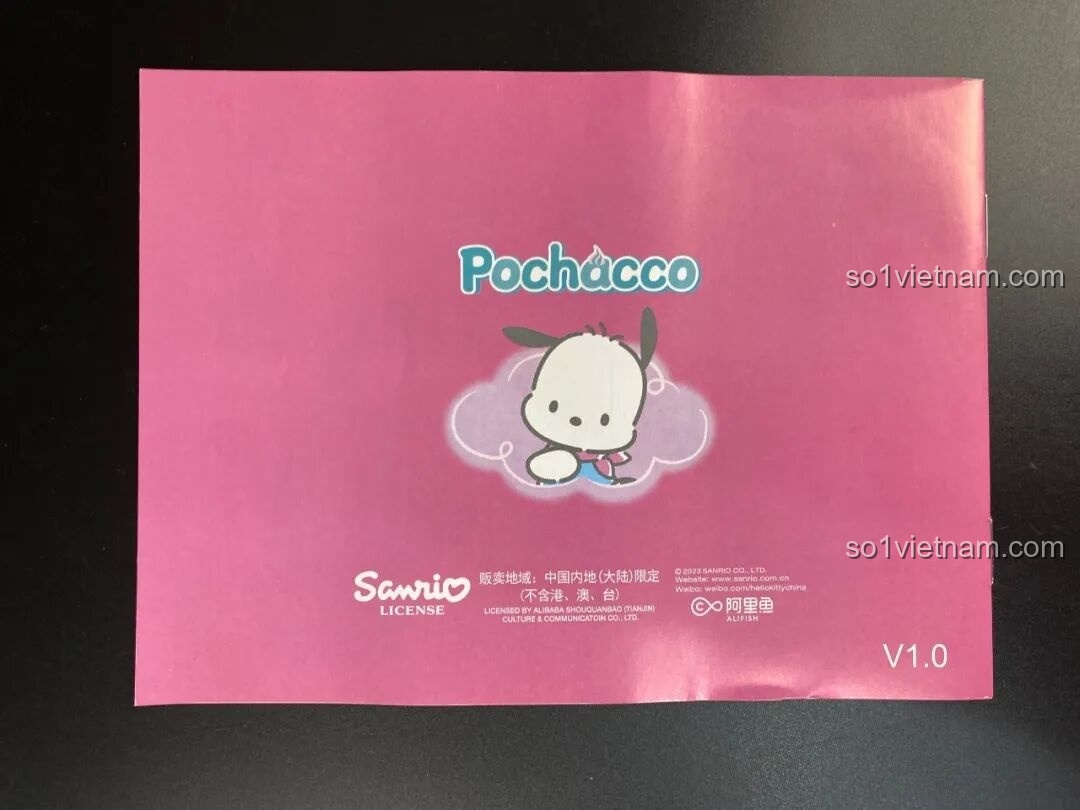 Pochacco
so1vietnam.com
so1vietnam.com
Sanrio
LICENSE
贩卖地域：中国内地(大陆)限定
(不含港、澳、台)
LICENSED BY ALIBABA SHOUQUANBAO (TIANJIN)
CULTURE & COMMUNICATOIN CO., LTD.
© 2023 SANRIO CO., LTD.
Website: www.sanrio.com.cn
Weibo: weibo.com/hellokittychina
阿里鱼
ALIFISH
V1.0